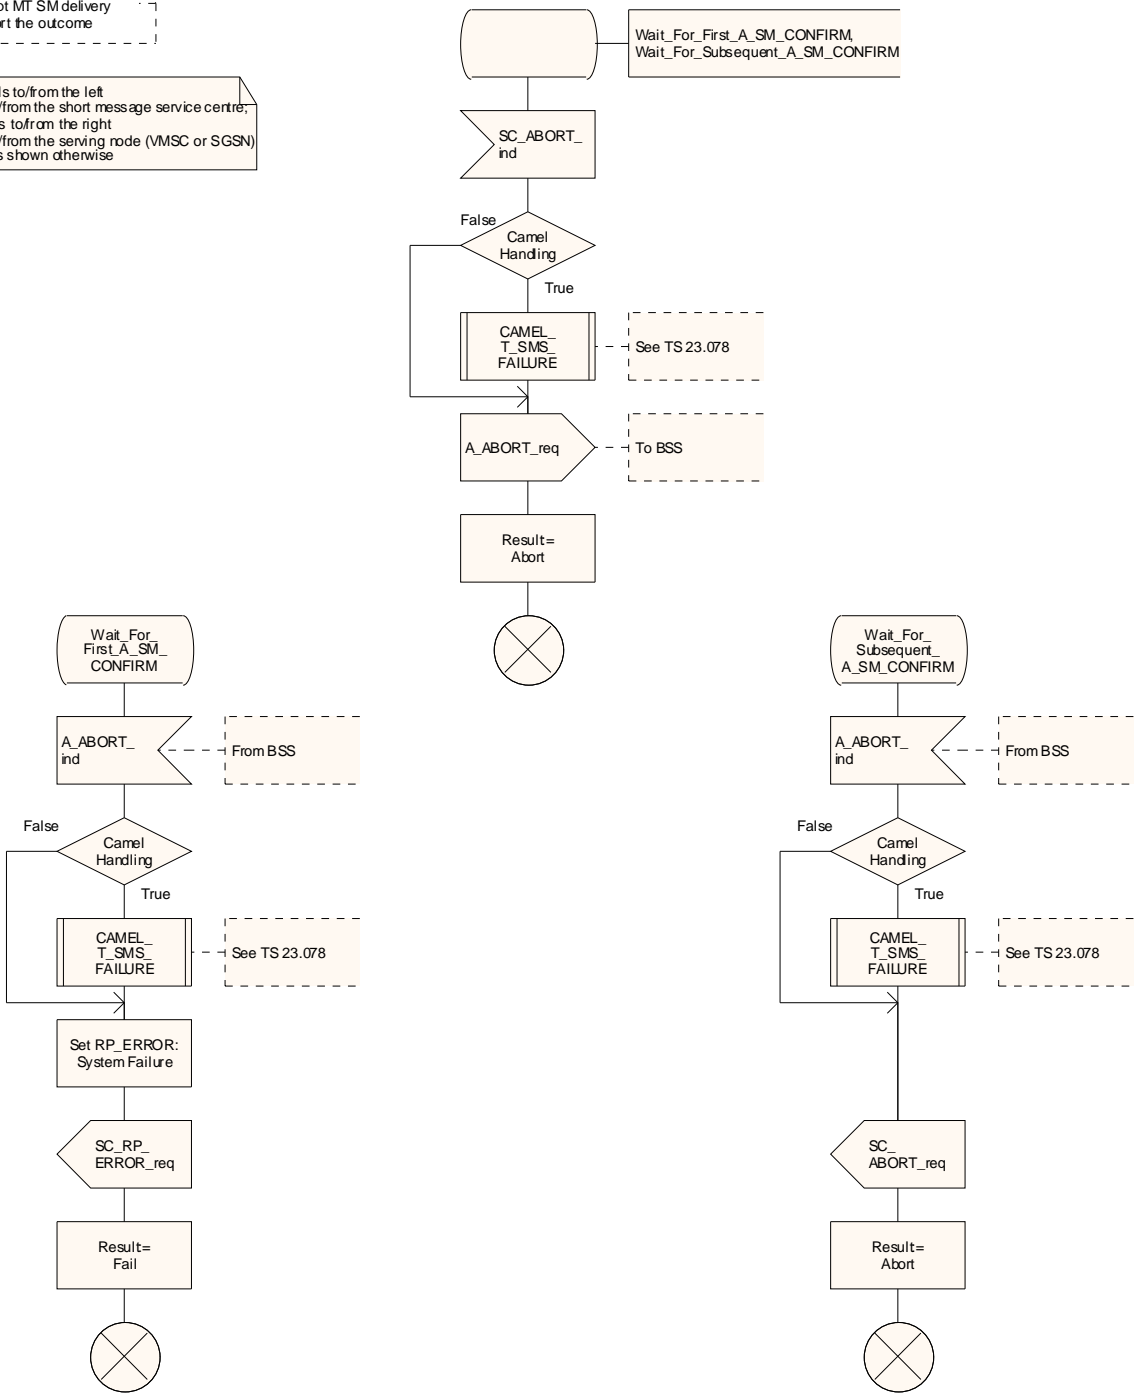 ot MT SM delivery
rt the outcome
ls to/from the left
/from the short message service centre;
s to/from the right
/from the serving node (VMSC or SGSN)
s shown otherwise
Wait_For_First_A_SM_CONFIRM,
Wait_For_Subsequent_A_SM_CONFIRM
SC_ABORT_
ind
False
Camel
Handling
True
CAMEL_
T_SMS_
FAILURE
See TS 23.078
A_ABORT_req
To BSS
Result=
Abort
Wait_For_
First_A_SM_
CONFIRM
A_ABORT_
ind
From BSS
False
Camel
Handling
True
CAMEL_
T_SMS_
FAILURE
See TS 23.078
Set RP_ERROR:
System Failure
SC_RP_
ERROR_req
Result=
Fail
Wait_For_
Subsequent_
A_SM_CONFIRM
A_ABORT_
ind
From BSS
False
Camel
Handling
True
CAMEL_
T_SMS_
FAILURE
See TS 23.078
SC_
ABORT_req
Result=
Abort